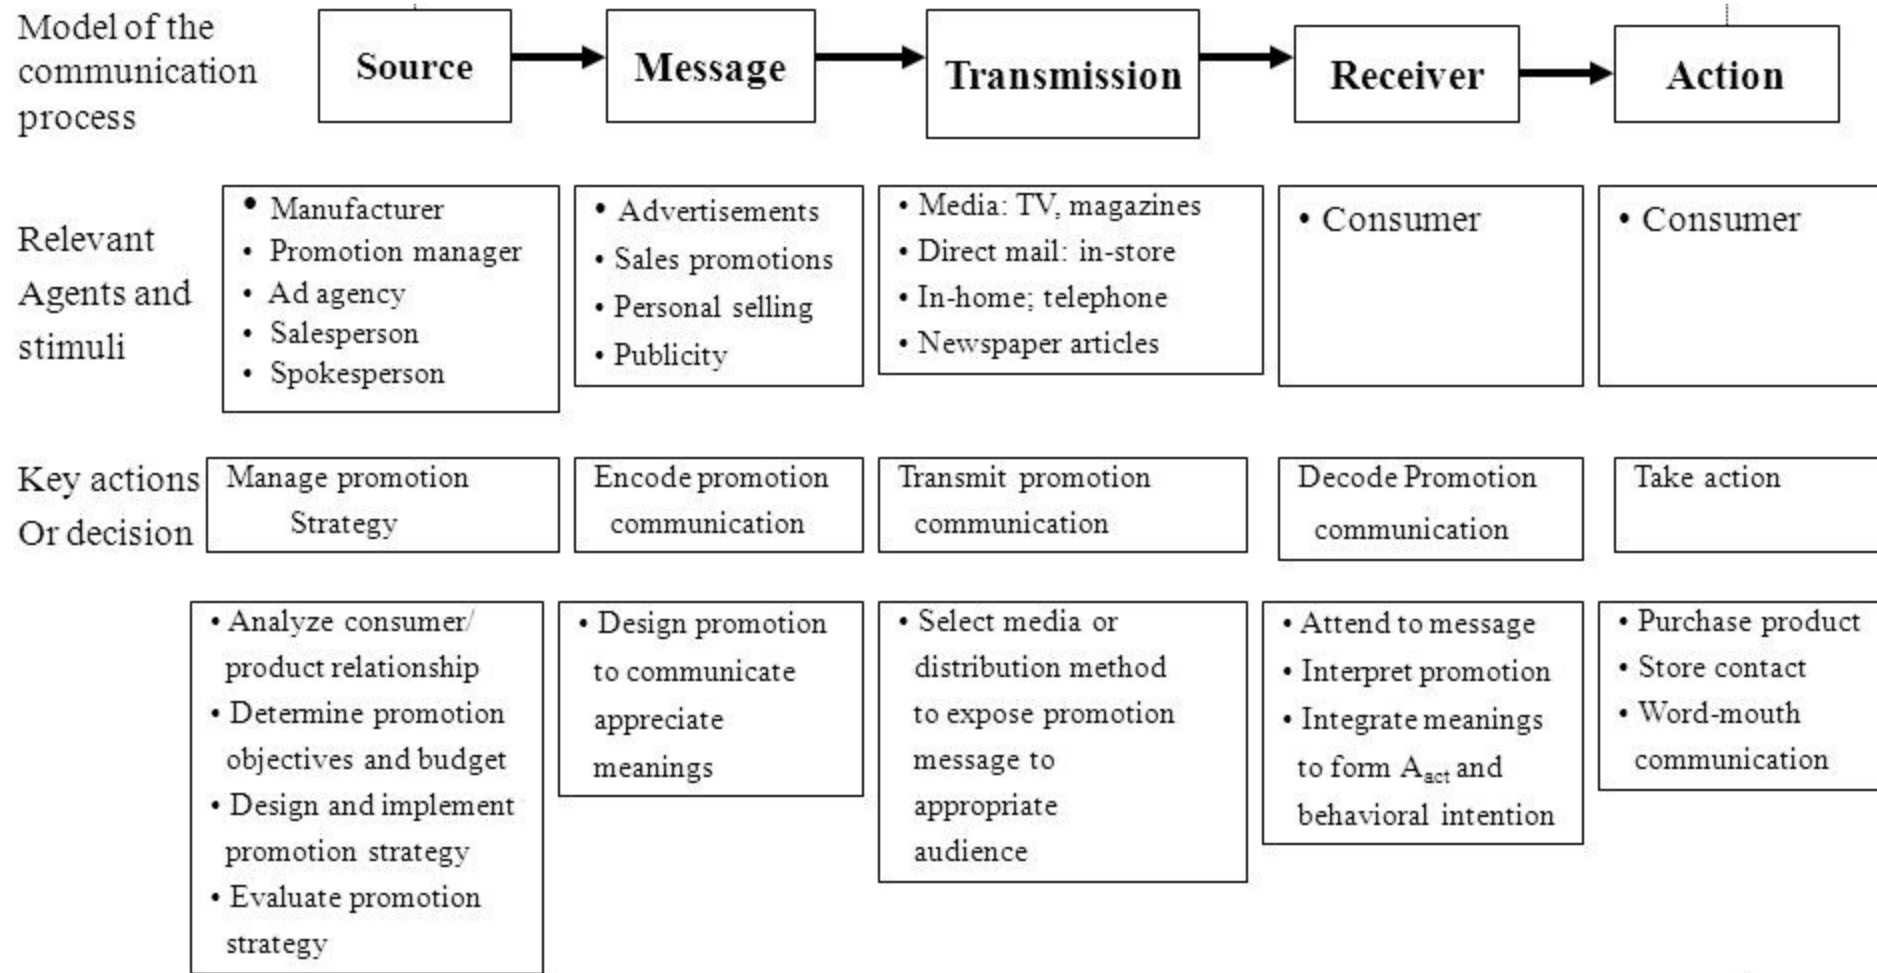 Model of the
communication
process
Source
Message
Transmission
Receiver
Action
Relevant
Agents and
stimuli
• Manufacturer
• Promotion manager
• Ad agency
• Salesperson
• Spokesperson
• Advertisements
• Sales promotions
• Personal selling
• Publicity
• Media: TV, magazines
• Direct mail: in-store
• In-home; telephone
• Newspaper articles
• Consumer
• Consumer
Key actions
Or decision
Manage promotion
Strategy
Encode promotion
communication
Transmit promotion
communication
Decode Promotion
communication
Take action
• Analyze consumer/
product relationship
• Determine promotion
objectives and budget
• Design and implement
promotion strategy
• Evaluate promotion
strategy
• Design promotion
to communicate
appreciate
meanings
• Select media or
distribution method
to expose promotion
message to
appropriate
audience
• Attend to message
• Interpret promotion
• Integrate meanings
to form Aact and
behavioral intention
• Purchase product
• Store contact
• Word-mouth
communication